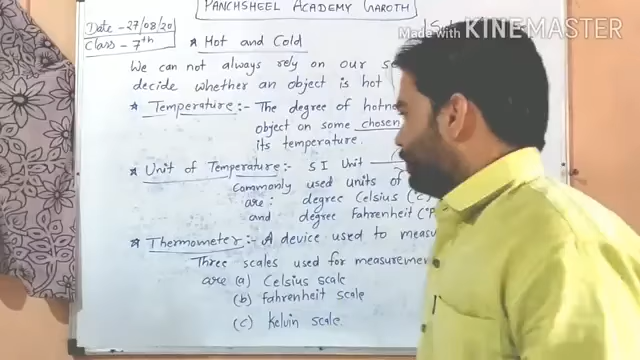 PANCHSHEEL ACADEMY GAROTH
Date - 27/08/20
Class - 7th
Made with KINEMASTER
* Hot and Cold
We can not always rely on our
decide whether an object is hot
* Temperature :- The degree of
object on some chosen
its temperature.
* Unit of Temperature :- S I Unit
Commonly used units of
are : degree Celsius (°C)
and degree Fahrenheit (°F
* Thermometer :- A device used to
Three scales used for
are (a) Celsius scale
(b) Fahrenheit scale
(c) Kelvin scale.